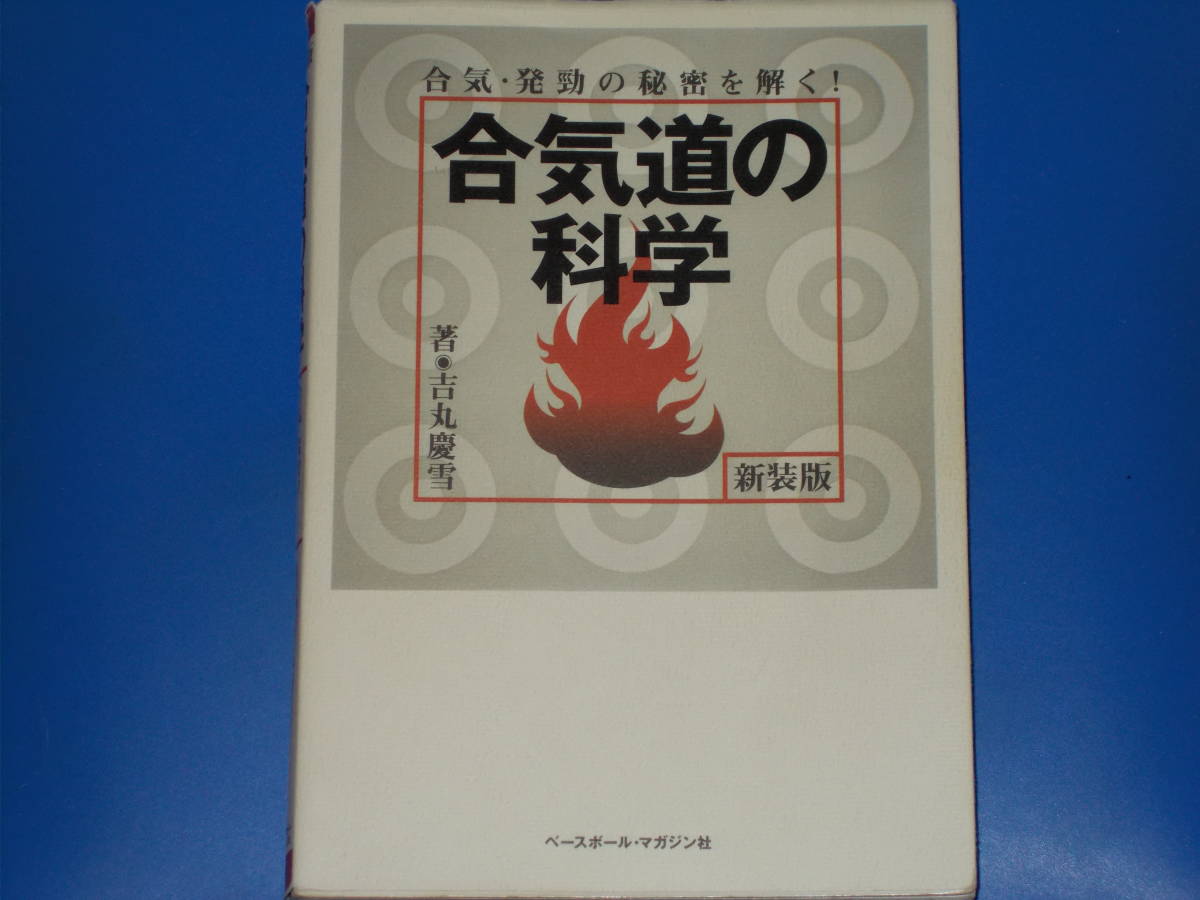 合気・発勁の秘密を解く!
合気道の
科学
著◉吉丸慶雪
新装版
ベースボール・マガジン社